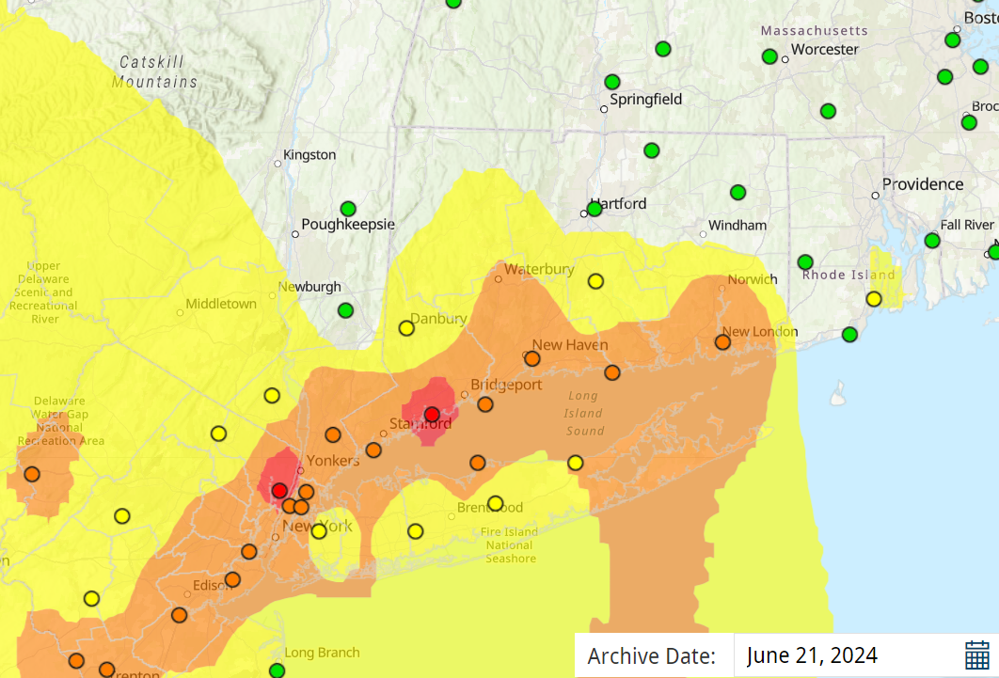 Boston
Massachusetts
Worcester
Catskill
Mountains
Springfield
Broc
Kingston
Providence
Hartford
Poughkeepsie
Windham
Fall River
N
Upper
Delaware
Scenic and
Recreational
River
Waterbury
Norwich
Rhode Island
Newburgh
Middletown
Danbury
New London
New Haven
Bridgeport
Long
Island
Sound
Delaware
Water Gap
National
Recreation Area
Stamford
Yonkers
Brentwood
New York
Fire Island
National
Seashore
n
Edison
Long Branch
Trenton
Archive Date: June 21, 2024